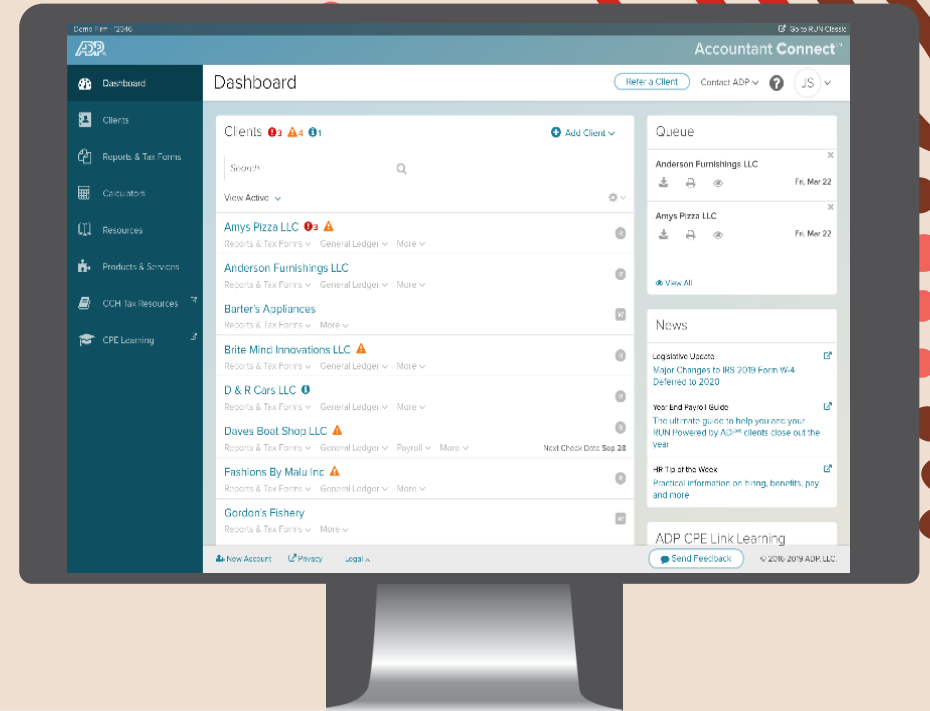 Demo Firm 12346
Go to RUN Classic
ADP
Accountant Connect
Dashboard
Clients
Reports & Tax Forms
Calculators
Resources
Products & Services
CCH Tax Resources
CPE Learning
Dashboard
Refer a Client
Contact ADP
?
JS
Clients 3 4 1
Add Client
Search
View Active
Amys Pizza LLC 3
Reports & Tax Forms General Ledger More
Anderson Furnishings LLC
Reports & Tax Forms General Ledger More
Barter's Appliances
Reports & Tax Forms More
Brite Mind Innovations LLC
Reports & Tax Forms General Ledger More
D & R Cars LLC
Reports & Tax Forms General Ledger More
Daves Boat Shop LLC
Reports & Tax Forms General Ledger Payroll More Next Check Date Sep 28
Fashions By Malu Inc
Reports & Tax Forms General Ledger More
Gordon's Fishery
Reports & Tax Forms More
Queue
Anderson Furnishings LLC
Fri, Mar 22
Amys Pizza LLC
Fri, Mar 22
View All
News
Legislative Update
Major Changes to IRS 2019 Form W-4
Deferred to 2020
Year End Payroll Guide
The ultimate guide to help you and your
RUN Powered by ADP® clients close out the
year
HR Tip of the Week
Practical information on hiring, benefits, pay
and more
ADP CPE Link Learning
New Account Privacy Legal
Send Feedback
© 2016-2019 ADP, LLC.